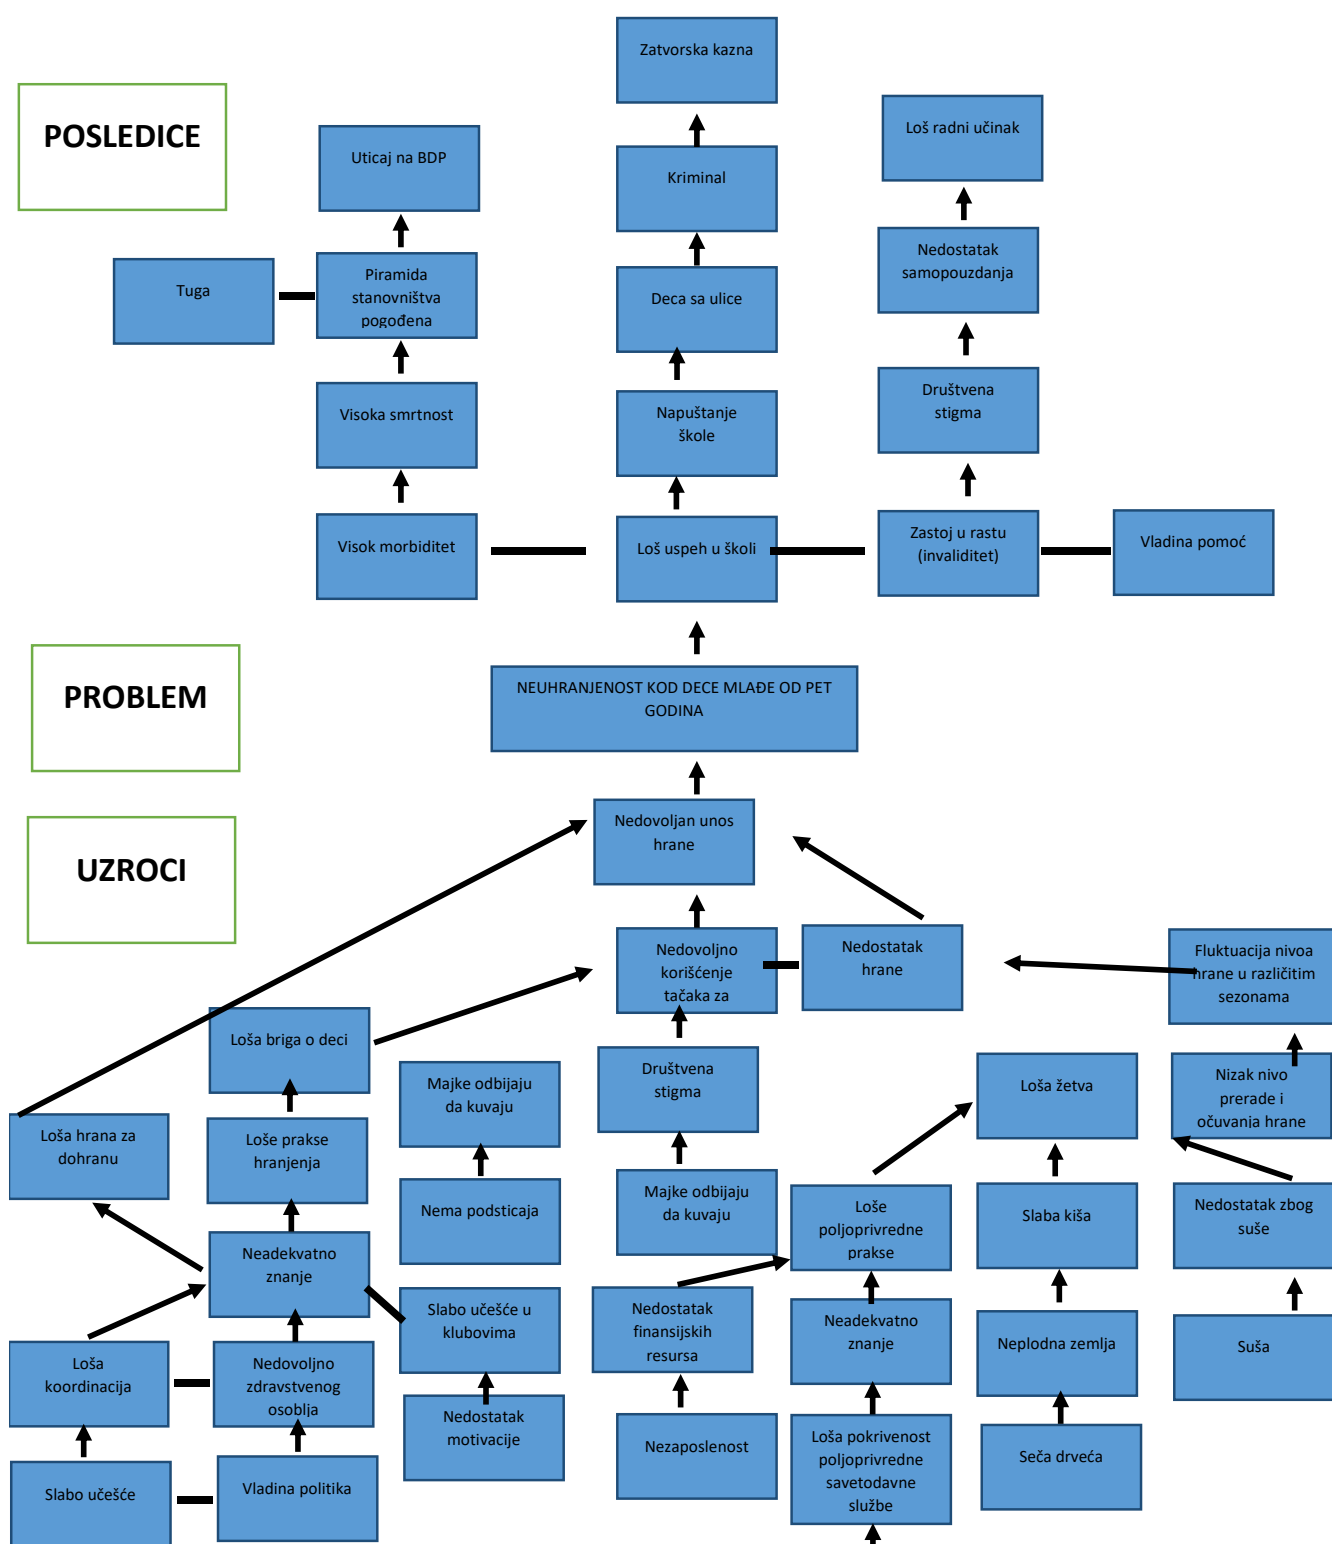 Zatvorska kazna
POSLEDICE
Uticaj na BDP
Kriminal
Loš radni učinak
Tuga
Piramida
stanovništva
pogođena
Deca sa ulice
Nedostatak
samopouzdanja
Visoka smrtnost
Napuštanje
škole
Društvena
stigma
Visok morbiditet
Loš uspeh u školi
Zastoj u rastu
(invaliditet)
Vladina pomoć
PROBLEM
NEUHRANJENOST KOD DECE MLAĐE OD PET
GODINA
UZROCI
Nedovoljan unos
hrane
Nedovoljno
korišćenje
tačaka za
Nedostatak
hrane
Fluktuacija nivoa
hrane u različitim
sezonama
Loša briga o deci
Majke odbijaju
da kuvaju
Društvena
stigma
Loša žetva
Nizak nivo
prerade i
očuvanja hrane
Loša hrana za
dohranu
Loše prakse
hranjenja
Nema podsticaja
Majke odbijaju
da kuvaju
Loše
poljoprivredne
prakse
Slaba kiša
Nedostatak zbog
suše
Neadekvatno
znanje
Slabo učešće u
klubovima
Nedostatak
finansijskih
resursa
Neadekvatno
znanje
Neplodna zemlja
Suša
Loša
koordinacija
Nedovoljno
zdravstvenog
osoblja
Nedostatak
motivacije
Nezaposlenost
Loša pokrivenost
poljoprivredne
savetodavne
službe
Seča drveća
Slabo učešće
Vladina politika